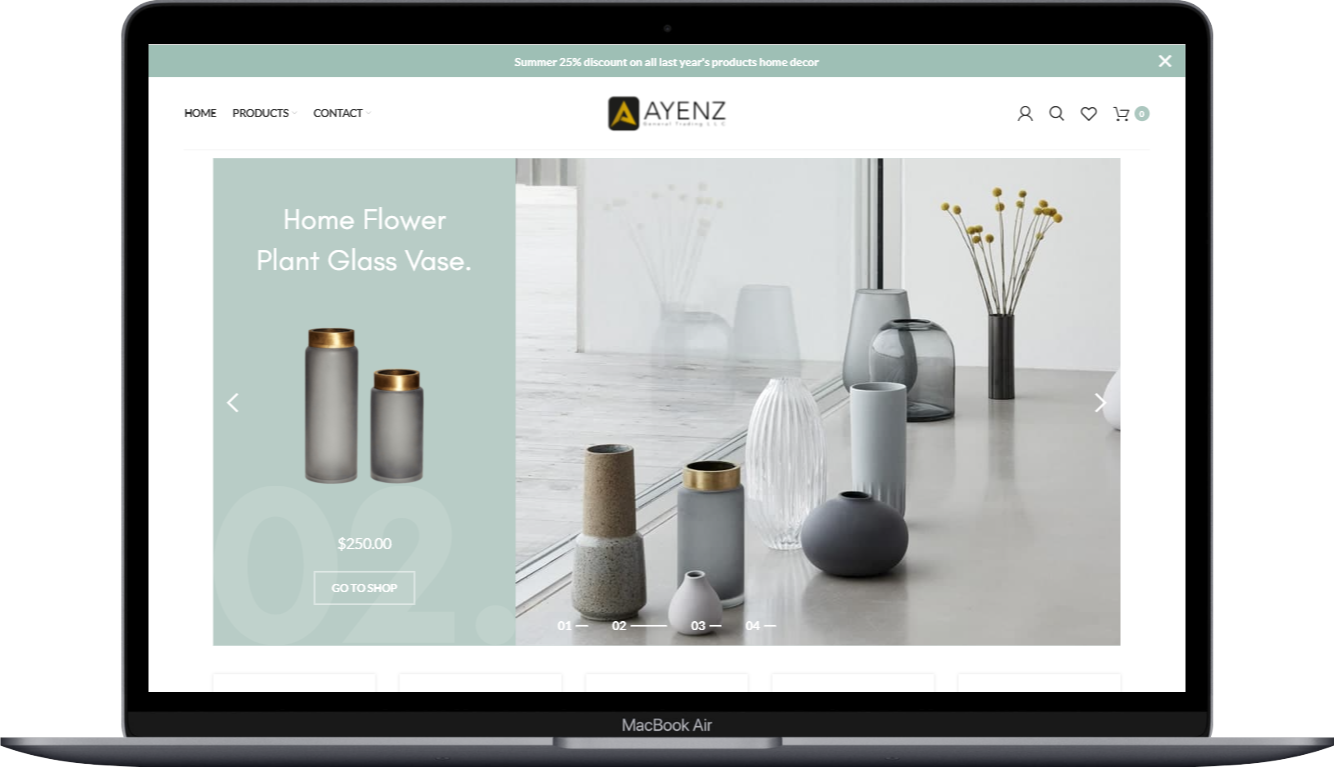 Summer 25% discount on all last year's products home decor
HOME PRODUCTS CONTACT
AYENZ
General Trading L.L.C
0
Home Flower
Plant Glass Vase.
02.
$250.00
GO TO SHOP
01 02 03 04
MacBook Air